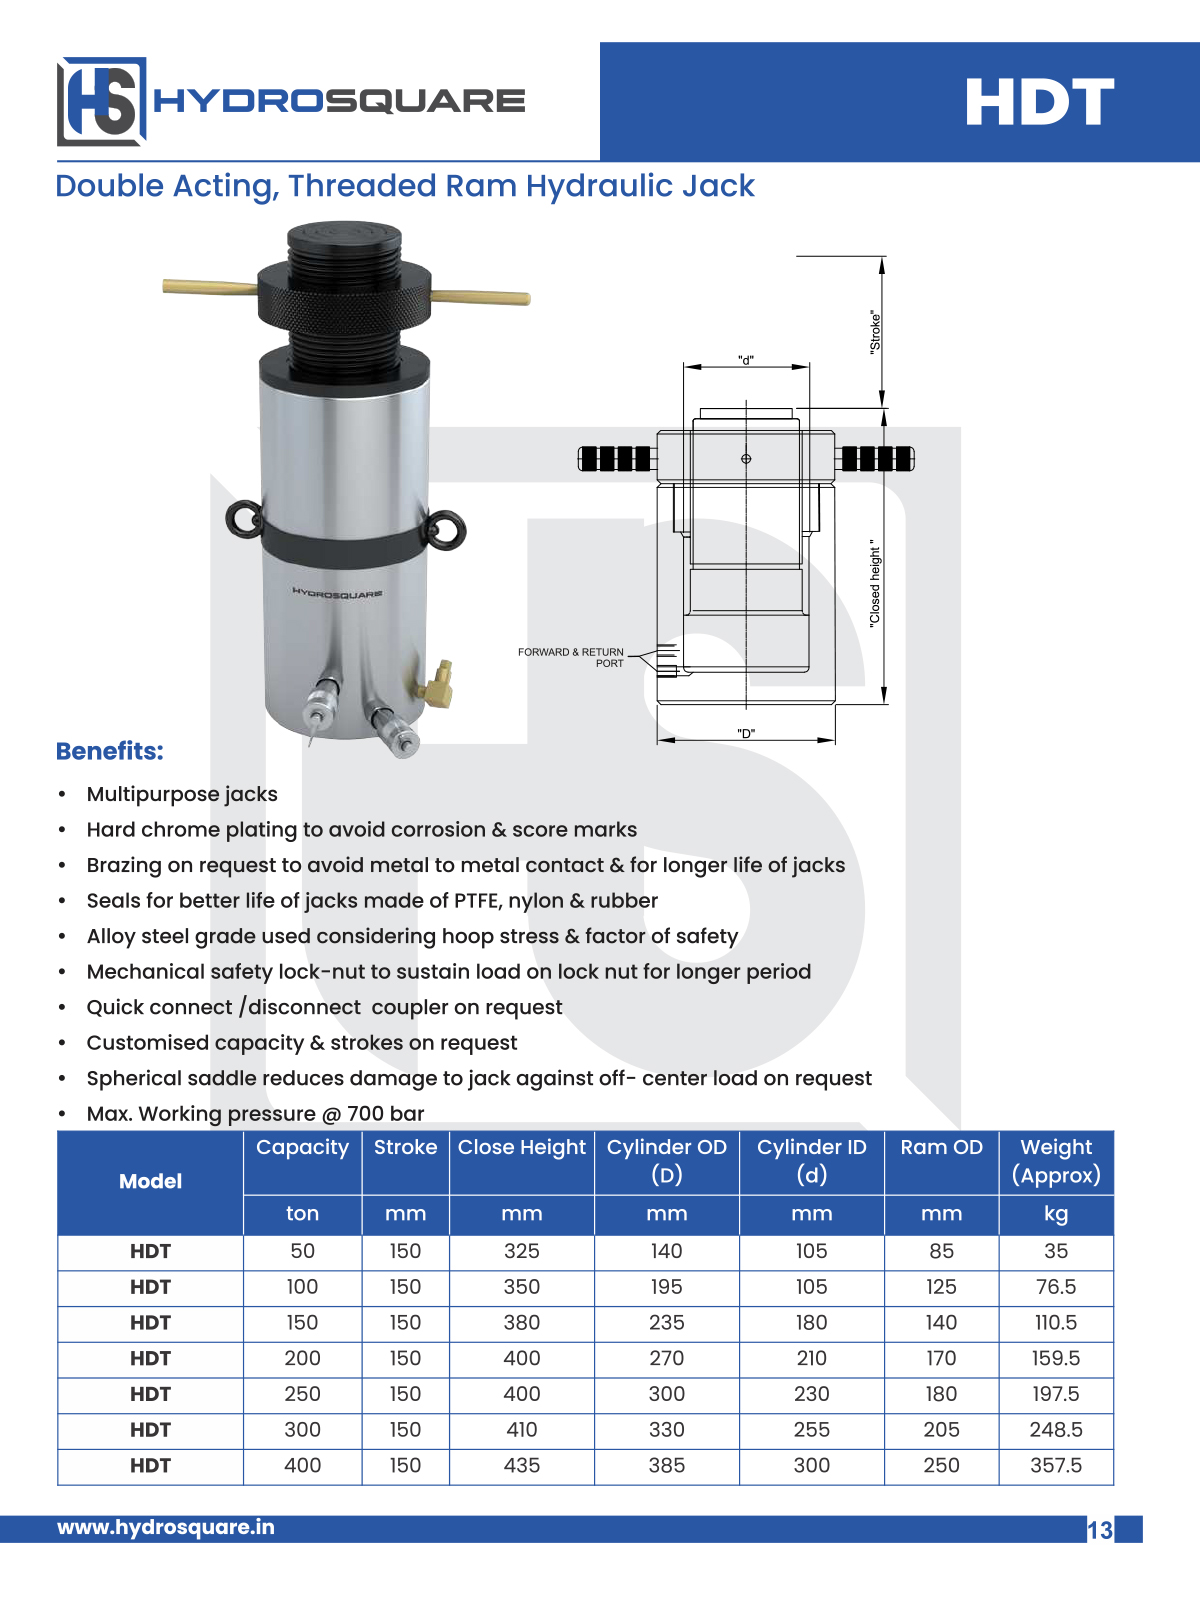 HS HYDROSQUARE
HDT
Double Acting, Threaded Ram Hydraulic Jack
HYDROSQUARE
"Stroke"
"d"
"Closed height "
FORWARD & RETURN
PORT
"D"
Benefits:
• Multipurpose jacks
• Hard chrome plating to avoid corrosion & score marks
• Brazing on request to avoid metal to metal contact & for longer life of jacks
• Seals for better life of jacks made of PTFE, nylon & rubber
• Alloy steel grade used considering hoop stress & factor of safety
• Mechanical safety lock-nut to sustain load on lock nut for longer period
• Quick connect /disconnect  coupler on request
• Customised capacity & strokes on request
• Spherical saddle reduces damage to jack against off- center load on request
• Max. Working pressure @ 700 bar
Model Capacity Stroke Close Height Cylinder OD Cylinder ID Ram OD Weight
(D) (d) (Approx)
ton mm mm mm mm mm kg
HDT 50 150 325 140 105 85 35
HDT 100 150 350 195 105 125 76.5
HDT 150 150 380 235 180 140 110.5
HDT 200 150 400 270 210 170 159.5
HDT 250 150 400 300 230 180 197.5
HDT 300 150 410 330 255 205 248.5
HDT 400 150 435 385 300 250 357.5
www.hydrosquare.in
13